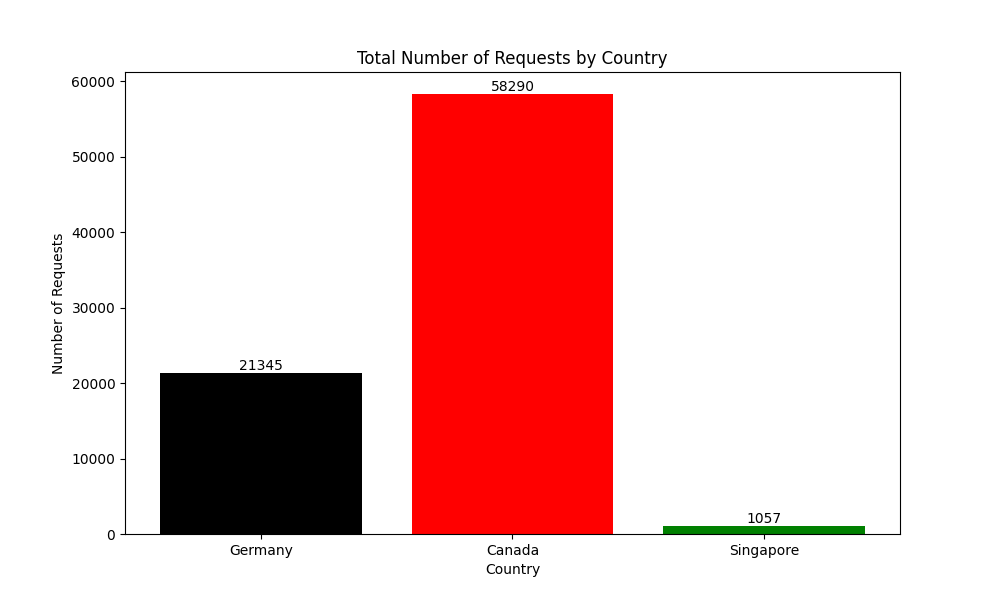 Total Number of Requests by Country
60000
50000
40000
30000
20000
10000
0
Number of Requests
21345
58290
1057
Germany
Canada
Singapore
Country